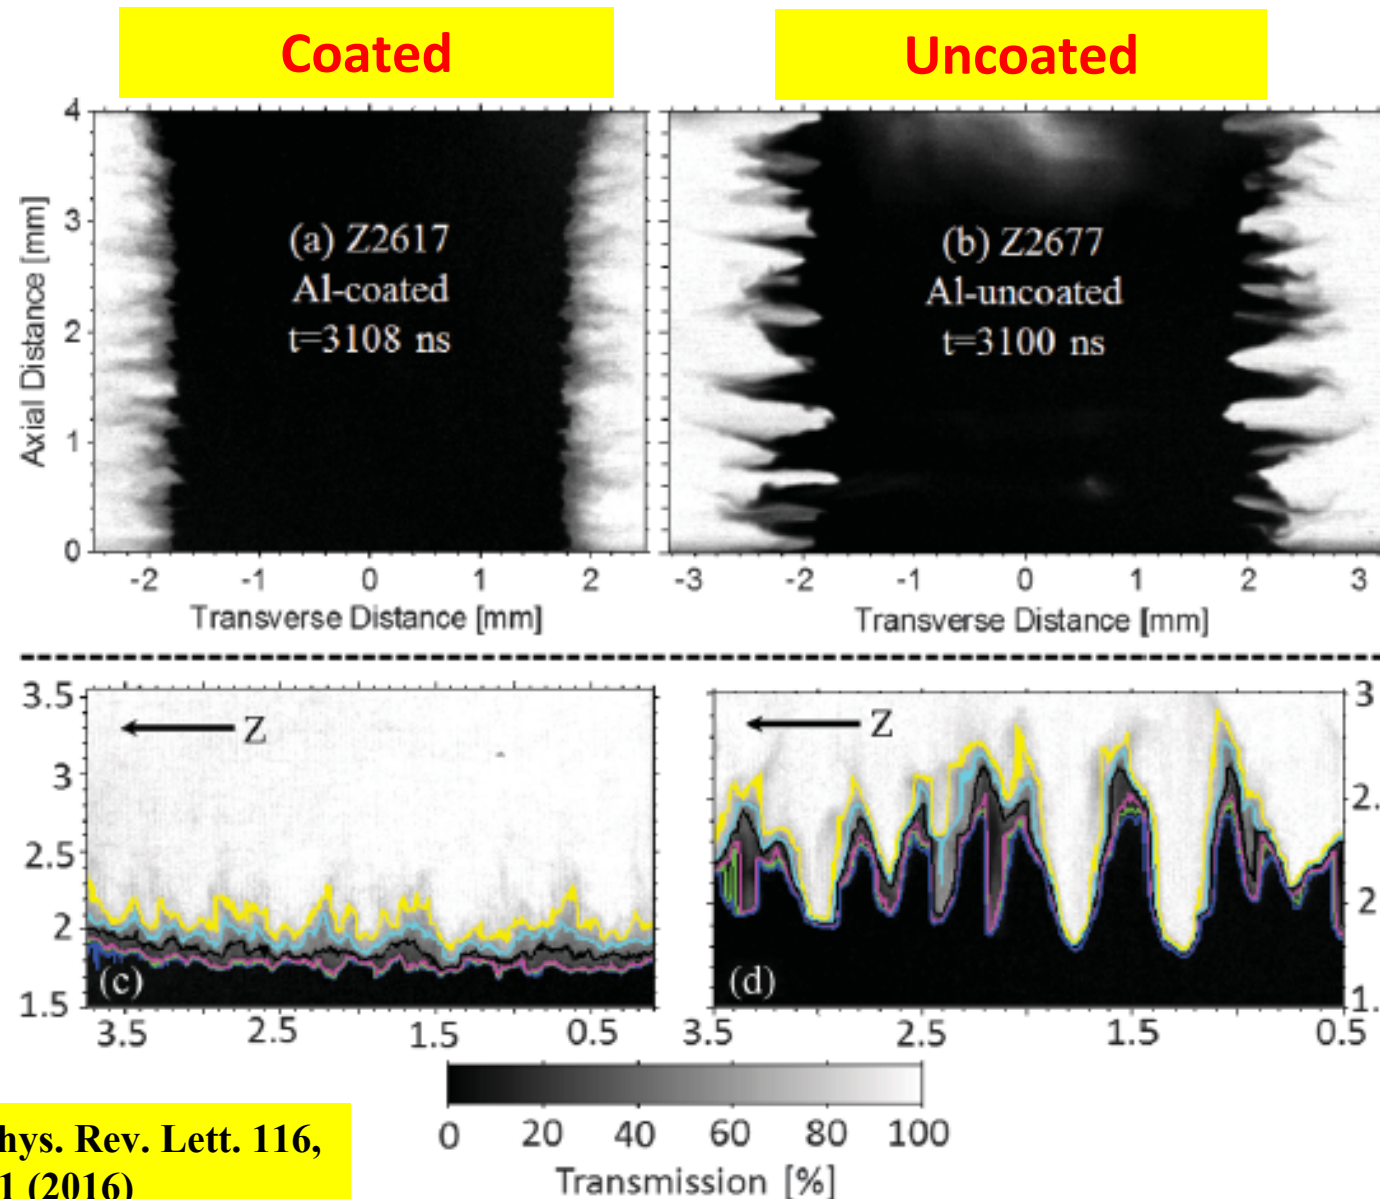 Coated
Uncoated
4
3
2
1
0
Axial Distance [mm]
(a) Z2617
Al-coated
t=3108 ns
-2 -1 0 1 2
Transverse Distance [mm]
(b) Z2677
Al-uncoated
t=3100 ns
-3 -2 -1 0 1 2 3
Transverse Distance [mm]
3.5
3
2.5
2
1.5
Z
(c)
3.5 2.5 1.5 0.5
Z
(d)
3
2.
2
1.
3.5 2.5 1.5 0.5
0 20 40 60 80 100
Transmission [%]
hys. Rev. Lett. 116,
1 (2016)